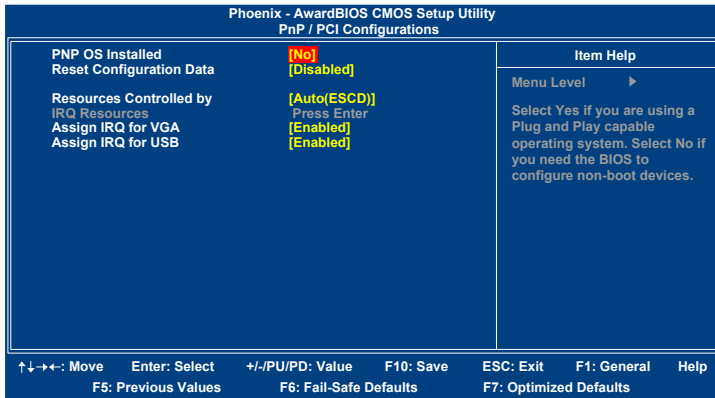 Phoenix - AwardBIOS CMOS Setup Utility
PnP / PCI Configurations
PNP OS Installed [No]
Reset Configuration Data [Disabled]
Resources Controlled by [Auto(ESCD)]
IRQ Resources Press Enter
Assign IRQ for VGA [Enabled]
Assign IRQ for USB [Enabled]
Item Help
Menu Level ▶
Select Yes if you are using a
Plug and Play capable
operating system. Select No if
you need the BIOS to
configure non-boot devices.
↑↓→←: Move Enter: Select +/-/PU/PD: Value F10: Save ESC: Exit F1: General Help
F5: Previous Values F6: Fail-Safe Defaults F7: Optimized Defaults